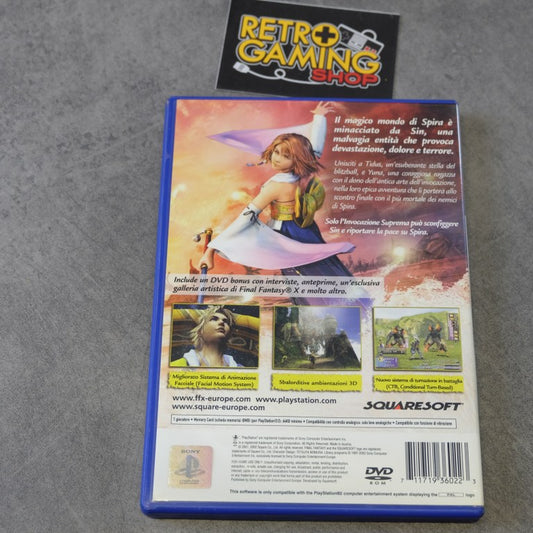 RETRO
GAMING
SHOP
Il magico mondo di Spira è
minacciato da Sin, una
malvagia entità che provoca
devastazione, dolore e terrore.
Unisciti a Tidus, un'esuberante stella del
blitzball, e Yuna, una coraggiosa ragazza
con il dono dell'antica arte dell'invocazione,
nella loro epica avventura che li porterà allo
scontro finale con il più mortale dei nemici
di Spira.
Solo l'Invocazione Suprema può sconfiggere
Sin e riportare la pace su Spira.
Include un DVD bonus con interviste, anteprime, un'esclusiva
galleria artistica di Final Fantasy® X e molto altro.
Migliorato Sistema di Animazione
Facciale (Facial Motion System)
Sbalorditive ambientazioni 3D
Nuovo sistema di turnazione in battaglia
(CTB, Conditional Turn-Based)
www.ffx-europe.com www.playstation.com
www.square-europe.com
SQUARESOFT
SONY
DVD
ROM
7 11719 36022 3
This software is only compatible with the PlayStation®2 computer entertainment system displaying the PAL